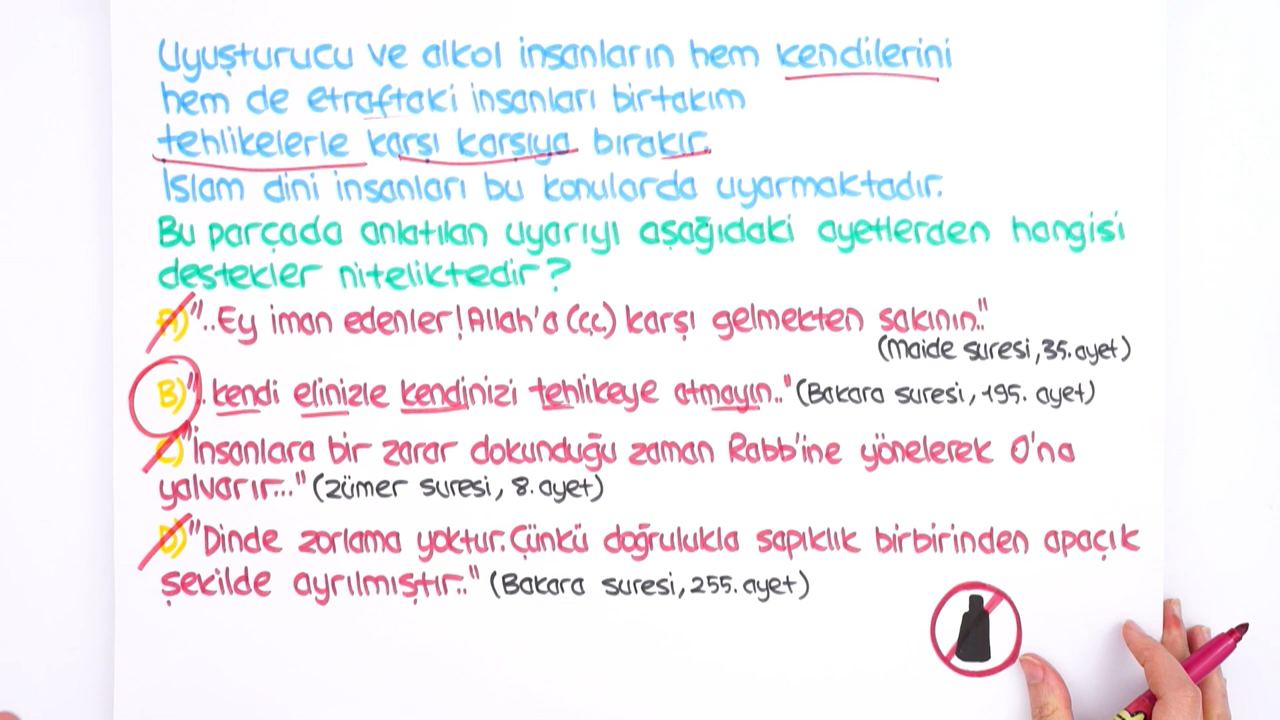 Uyuşturucu ve alkol insanların hem kendilerini
hem de etraftaki insanları birtakım
tehlikelerle karşı karşıya bırakır.
İslam dini insanları bu konularda uyarmaktadır.
Bu parçada anlatılan uyarıyı aşağıdaki ayetlerden hangisi
destekler niteliktedir?
A) "..Ey iman edenler! Allah'a (c.c) karşı gelmekten sakının.."
(Maide suresi, 35. ayet)
B) ".. kendi elinizle kendinizi tehlikeye atmayın.." (Bakara suresi, 195. ayet)
C) "İnsanlara bir zarar dokunduğu zaman Rabb'ine yönelerek O'na
yalvarır..." (zümer suresi, 8. ayet)
D) "Dinde zorlama yoktur. Çünkü doğrulukla sapıklık birbirinden apaçık
şekilde ayrılmıştır.." (Bakara suresi, 255. ayet)